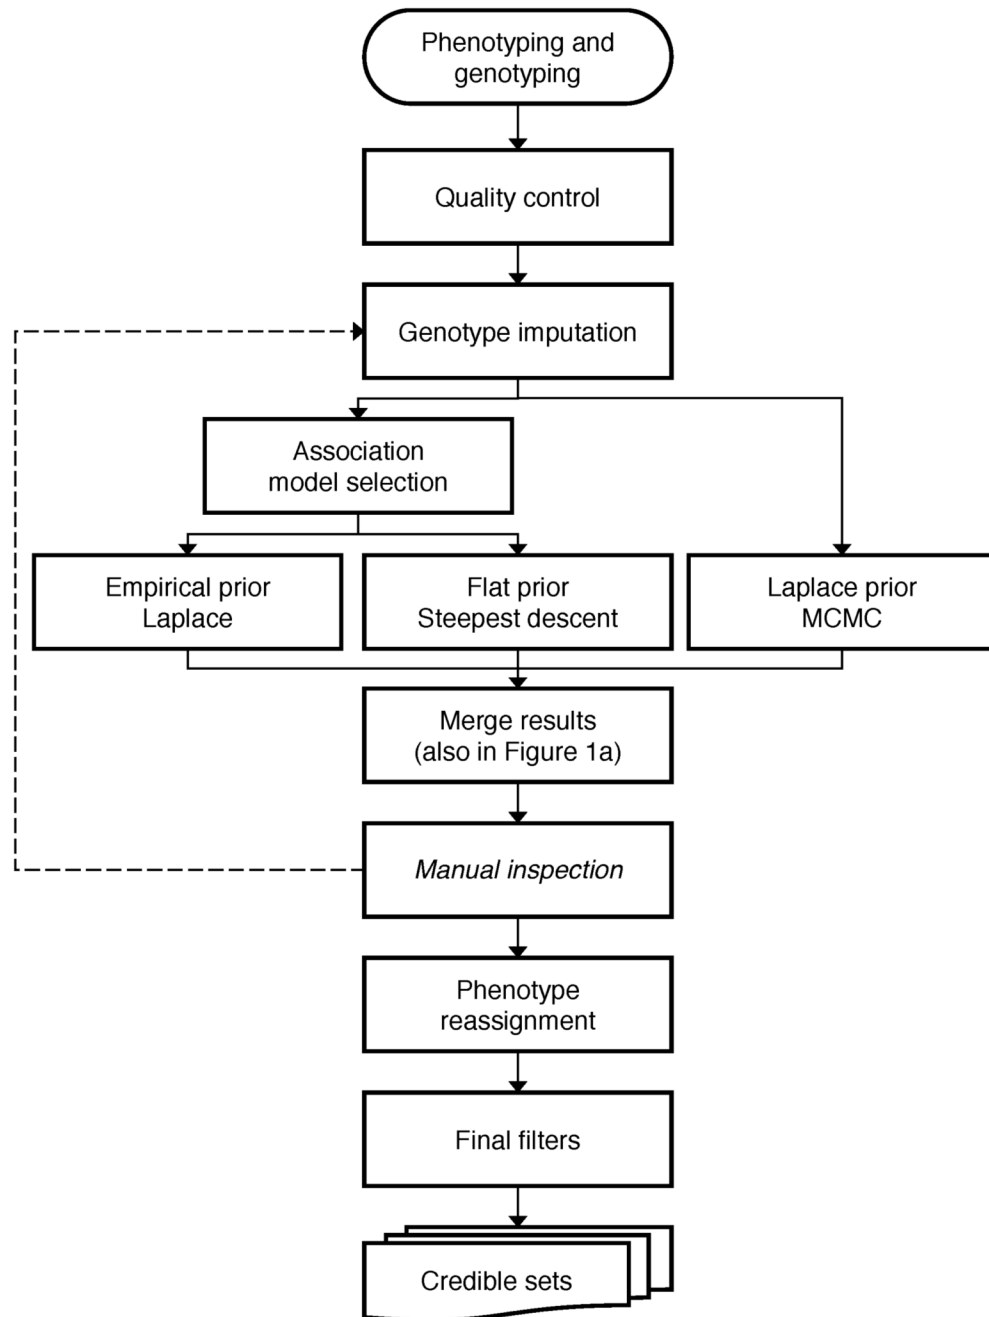 Phenotyping and
genotyping
Quality control
Genotype imputation
Association
model selection
Empirical prior
Laplace
Flat prior
Steepest descent
Laplace prior
MCMC
Merge results
(also in Figure 1a)
Manual inspection
Phenotype
reassignment
Final filters
Credible sets